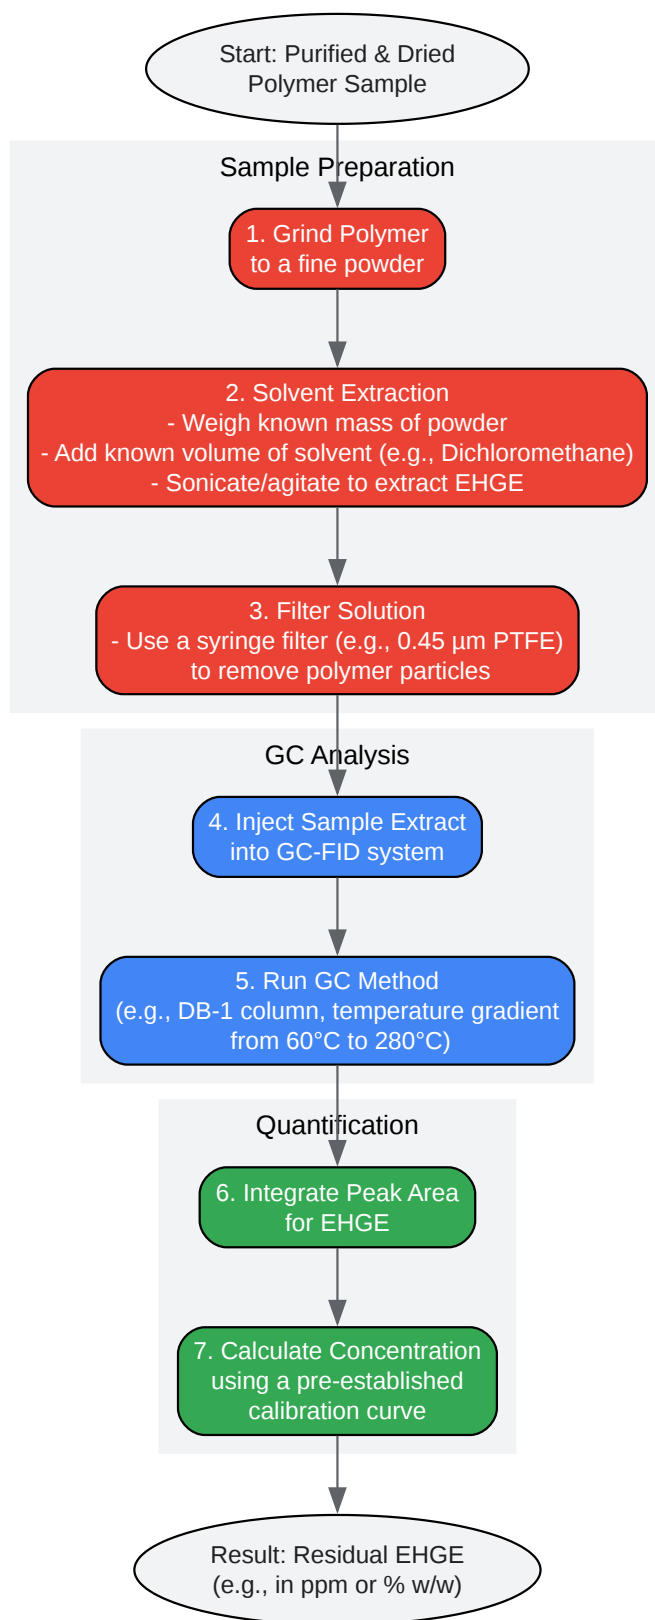 Start: Purified & Dried
Polymer Sample
Sample Preparation
1. Grind Polymer
to a fine powder
2. Solvent Extraction
- Weigh known mass of powder
- Add known volume of solvent (e.g., Dichloromethane)
- Sonicate/agitate to extract EHGE
3. Filter Solution
- Use a syringe filter (e.g., 0.45 µm PTFE)
to remove polymer particles
GC Analysis
4. Inject Sample Extract
into GC-FID system
5. Run GC Method
(e.g., DB-1 column, temperature gradient
from 60°C to 280°C)
Quantification
6. Integrate Peak Area
for EHGE
7. Calculate Concentration
using a pre-established
calibration curve
Result: Residual EHGE
(e.g., in ppm or % w/w)